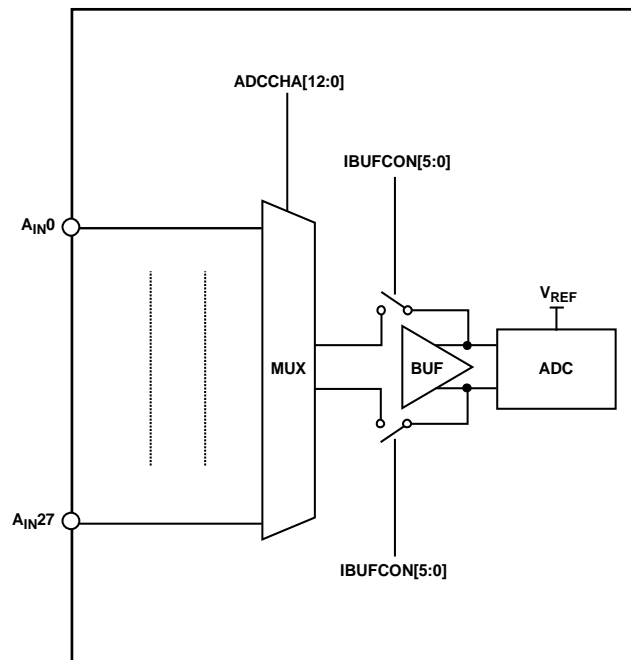 ADCCHA[12:0]
IBUFCON[5:0]
AIN0
VREF
MUX
BUF
ADC
AIN27
IBUFCON[5:0]